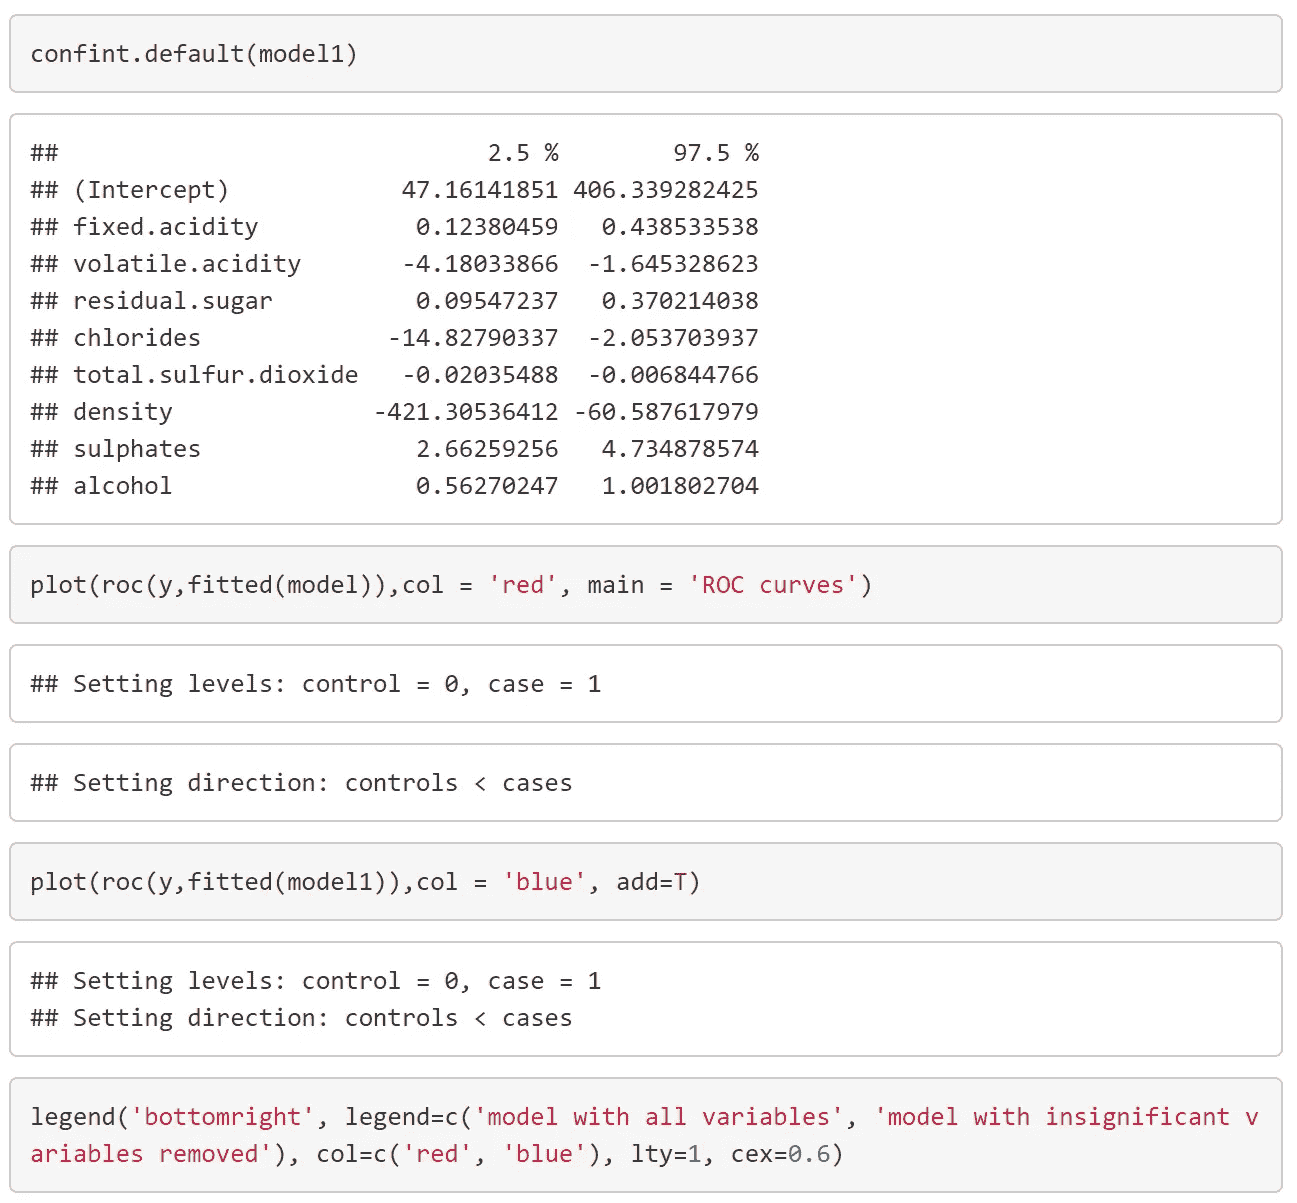 confint.default(model1)
##                              2.5 %        97.5 %
## (Intercept)            47.16141851 406.339282425
## fixed.acidity           0.12380459   0.438533538
## volatile.acidity       -4.18033866  -1.645328623
## residual.sugar          0.09547237   0.370214038
## chlorides             -14.82790337  -2.053703937
## total.sulfur.dioxide   -0.02035488  -0.006844766
## density              -421.30536412 -60.587617979
## sulphates               2.66259256   4.734878574
## alcohol                 0.56270247   1.001802704
plot(roc(y,fitted(model)),col = 'red', main = 'ROC curves')
## Setting levels: control = 0, case = 1
## Setting direction: controls < cases
plot(roc(y,fitted(model1)),col = 'blue', add=T)
## Setting levels: control = 0, case = 1
## Setting direction: controls < cases
legend('bottomright', legend=c('model with all variables', 'model with insignificant v
ariables removed'), col=c('red', 'blue'), lty=1, cex=0.6)